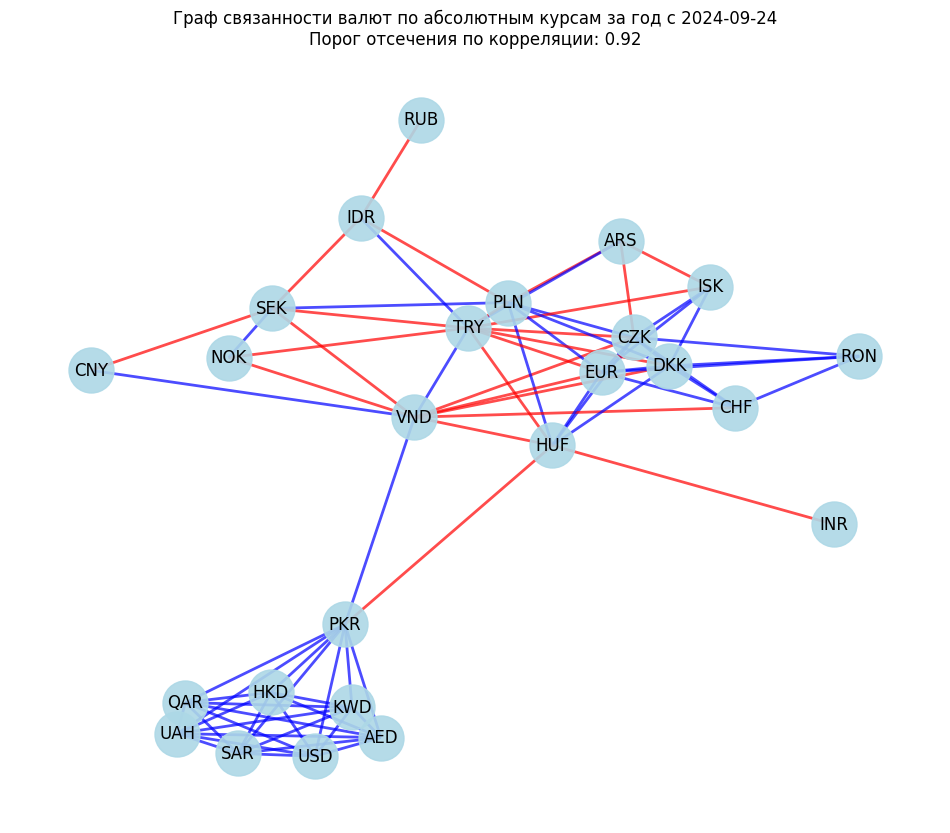 Граф связанности валют по абсолютным курсам за год с 2024-09-24
Порог отсечения по корреляции: 0.92
RUB
IDR
ARS
ISK
PLN
SEK
TRY
CZK
NOK
RON
DKK
CNY
EUR
CHF
VND
HUF
INR
PKR
HKD
QAR
KWD
UAH
AED
SAR
USD